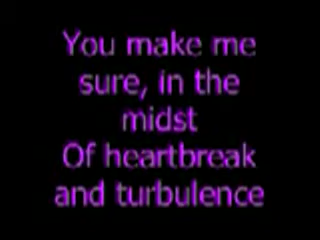 You make me
sure, in the
midst
Of heartbreak
and turbulence